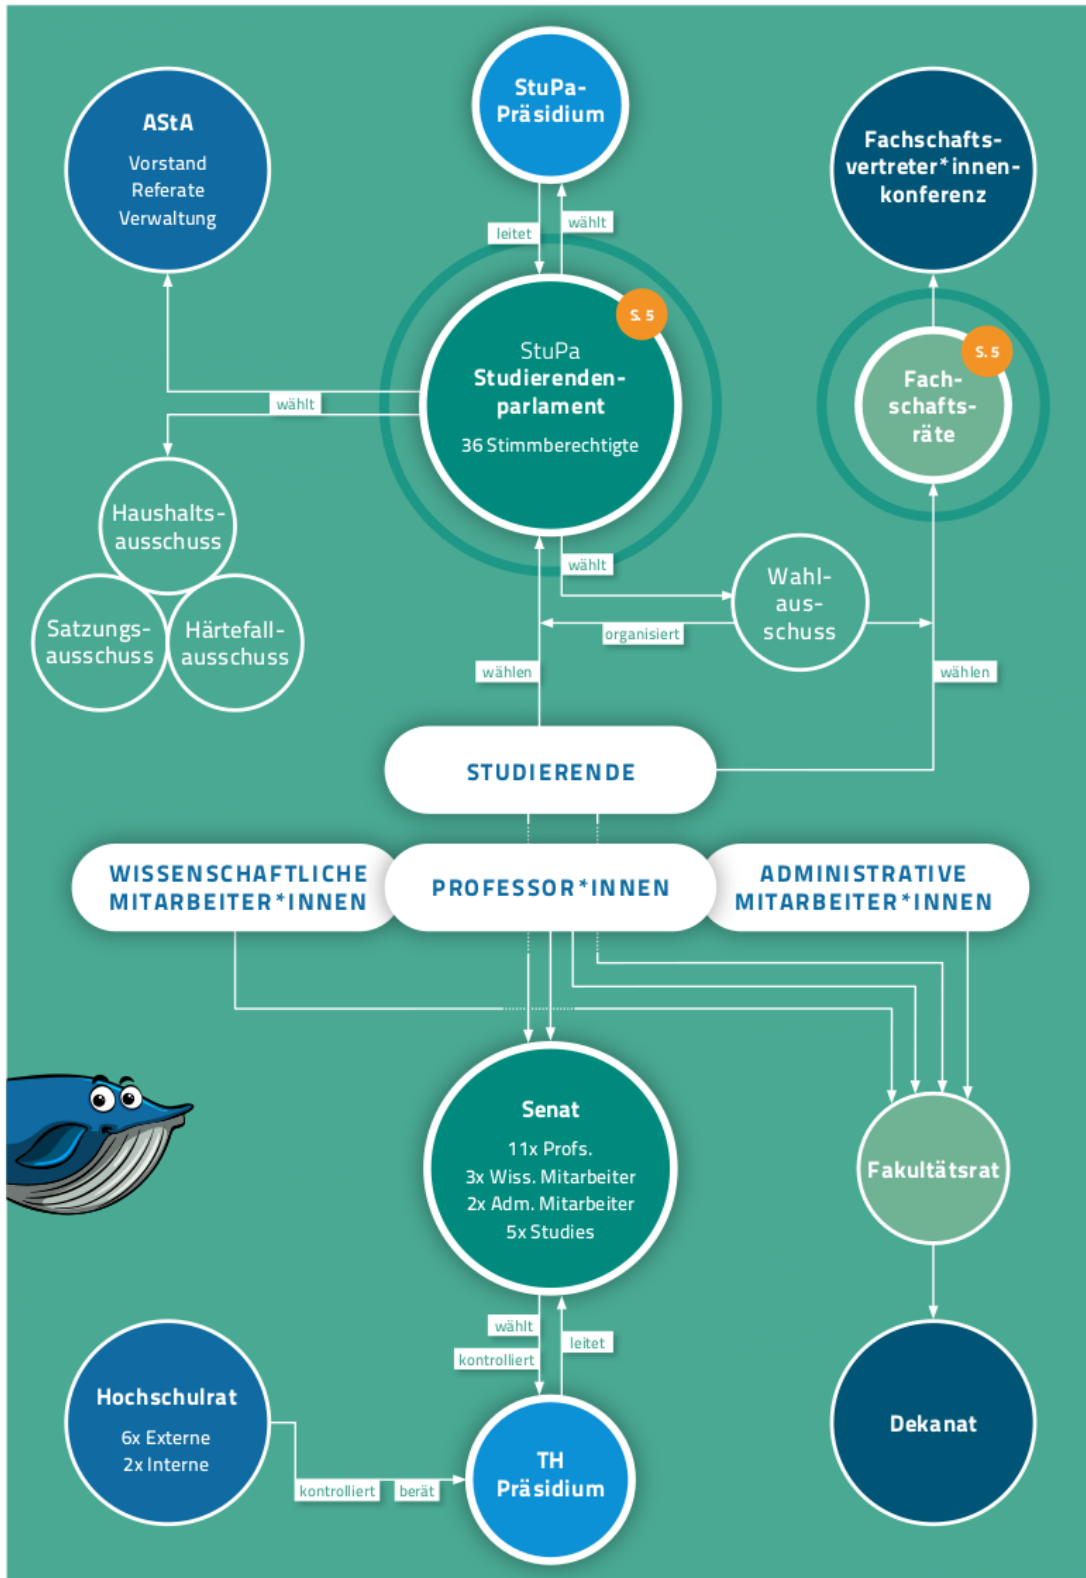 StuPa-
Präsidium
AStA
Vorstand
Referate
Verwaltung
Fachschafts-
vertreter*innen-
konferenz
leitet
wählt
S. 5
StuPa
Studierenden-
parlament
36 Stimmberechtigte
S. 5
Fach-
schafts-
räte
wählt
Haushalts-
ausschuss
Satzungs-
ausschuss
Härtefall-
ausschuss
wählt
Wahl-
aus-
schuss
organisiert
wählen
wählen
STUDIERENDE
WISSENSCHAFTLICHE
MITARBEITER*INNEN
PROFESSOR*INNEN
ADMINISTRATIVE
MITARBEITER*INNEN
Senat
11x Profs.
3x Wiss. Mitarbeiter
2x Adm. Mitarbeiter
5x Studies
Fakultätsrat
wählt
kontrolliert
leitet
Hochschulrat
6x Externe
2x Interne
kontrolliert
berät
TH
Präsidium
Dekanat